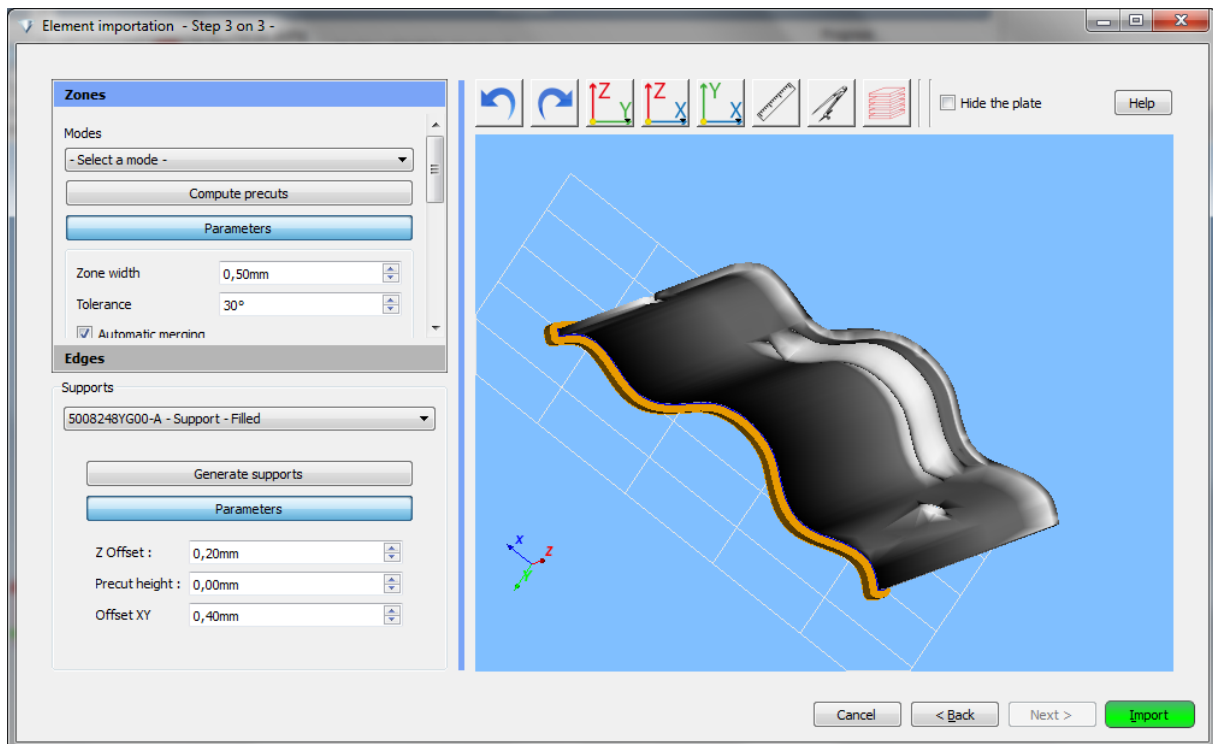 Element importation - Step 3 on 3 -
Zones
Modes
- Select a mode -
Compute precuts
Parameters
Zone width 0,50mm
Tolerance 30°
Automatic merging
Edges
Supports
5008248YG00-A - Support - Filled
Generate supports
Parameters
Z Offset : 0,20mm
Precut height : 0,00mm
Offset XY 0,40mm
Z Y Z X Y X
Hide the plate
Help
X
Z
Y
Cancel < Back Next > Import